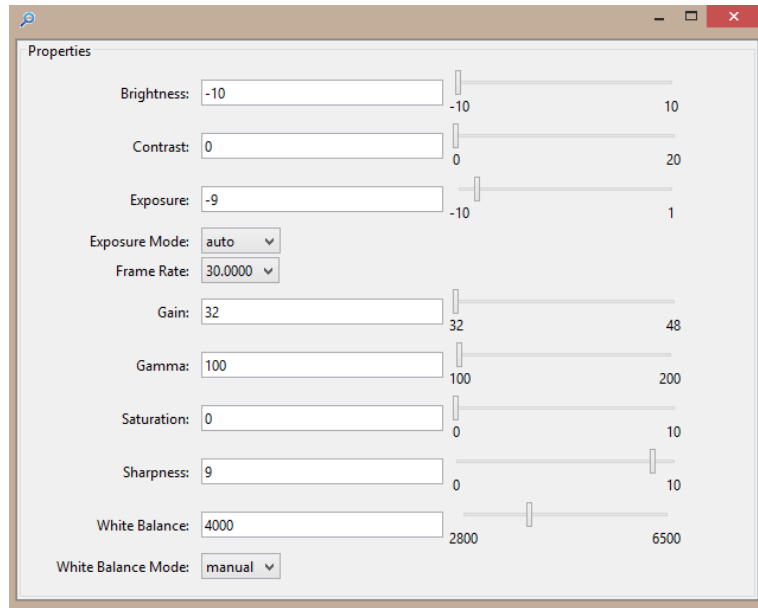 Properties
Brightness: -10
-10 10
Contrast: 0
0 20
Exposure: -9
-10 1
Exposure Mode: auto
Frame Rate: 30.0000
Gain: 32
32 48
Gamma: 100
100 200
Saturation: 0
0 10
Sharpness: 9
0 10
White Balance: 4000
2800 6500
White Balance Mode: manual